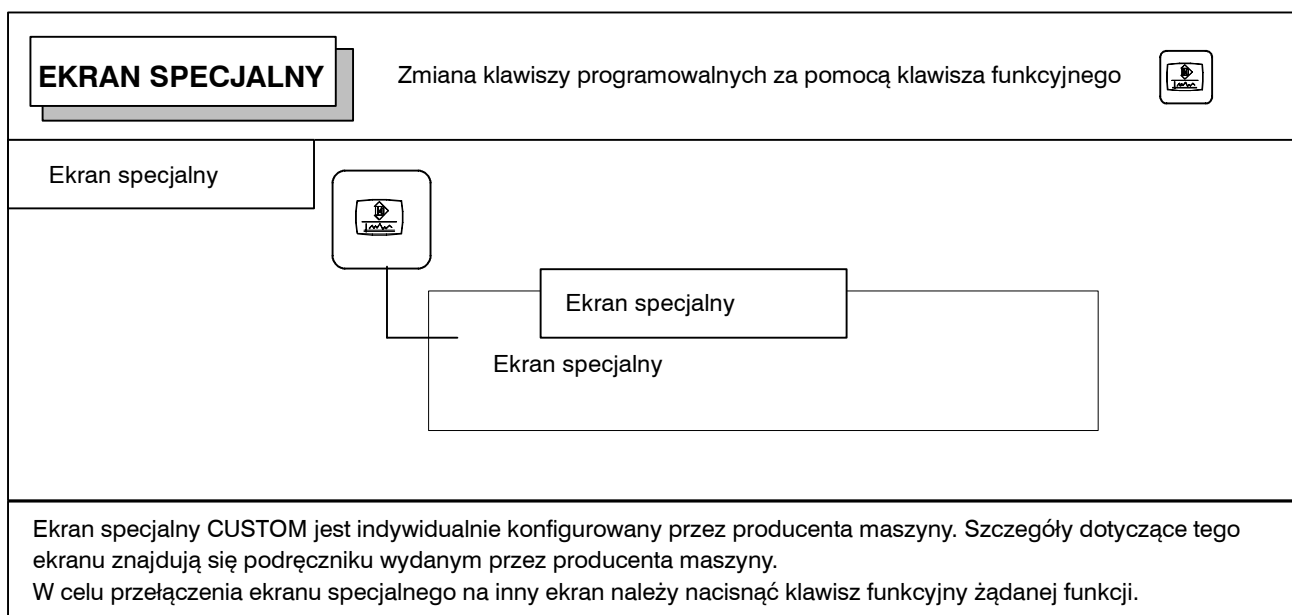 EKRAN SPECJALNY
Zmiana klawiszy programowalnych za pomocą klawisza funkcyjnego
Ekran specjalny
Ekran specjalny
Ekran specjalny
Ekran specjalny CUSTOM jest indywidualnie konfigurowany przez producenta maszyny. Szczegóły dotyczące tego
ekranu znajdują się podręczniku wydanym przez producenta maszyny.
W celu przełączenia ekranu specjalnego na inny ekran należy nacisnąć klawisz funkcyjny żądanej funkcji.